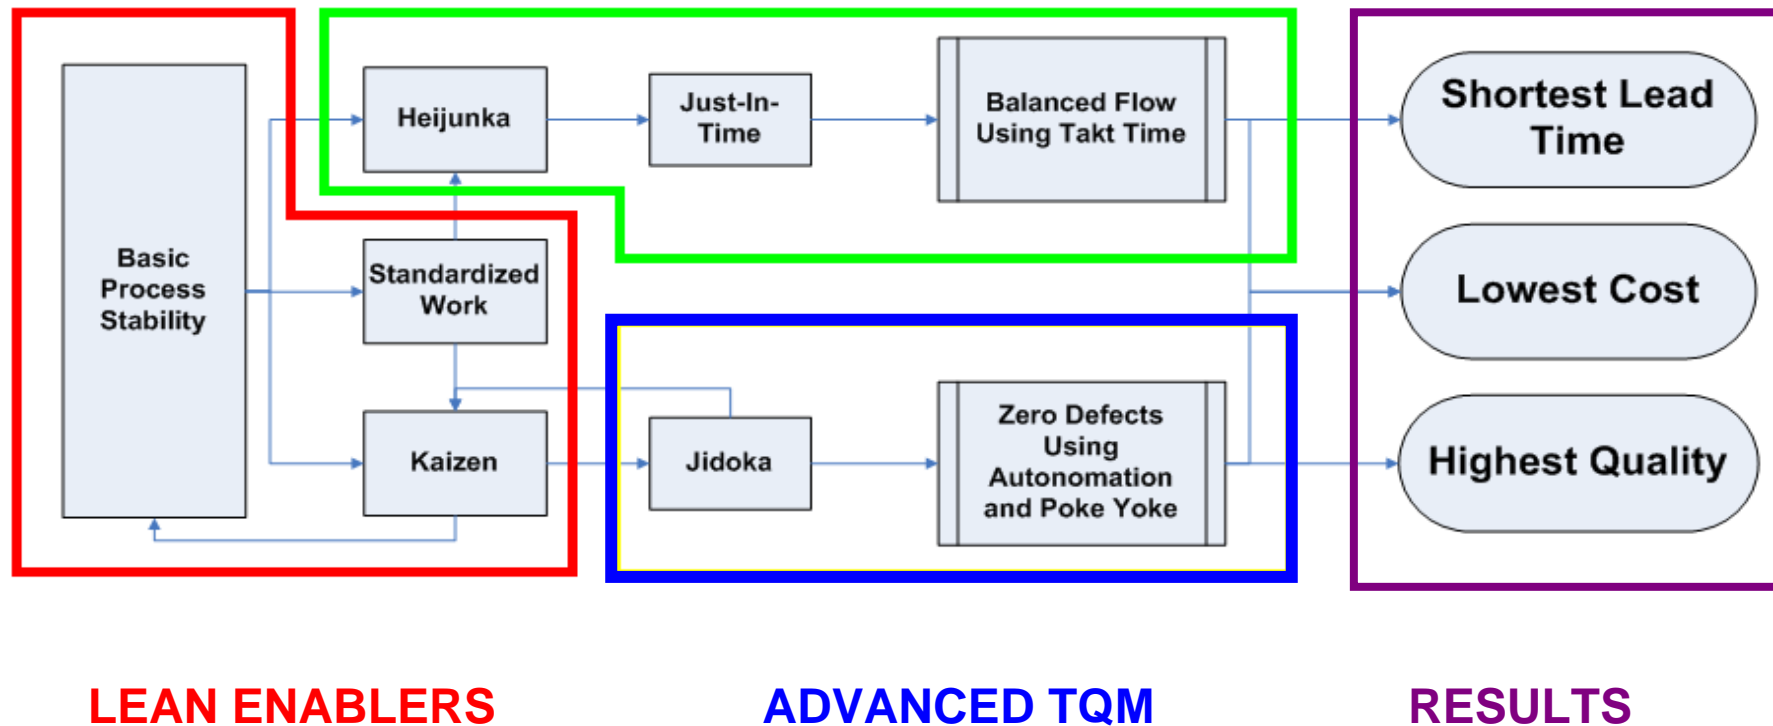 Basic
Process
Stability
Heijunka
Standardized
Work
Kaizen
Just-In-
Time
Jidoka
Balanced Flow
Using Takt Time
Zero Defects
Using
Autonomation
and Poke Yoke
Shortest Lead
Time
Lowest Cost
Highest Quality
LEAN ENABLERS
ADVANCED TQM
RESULTS